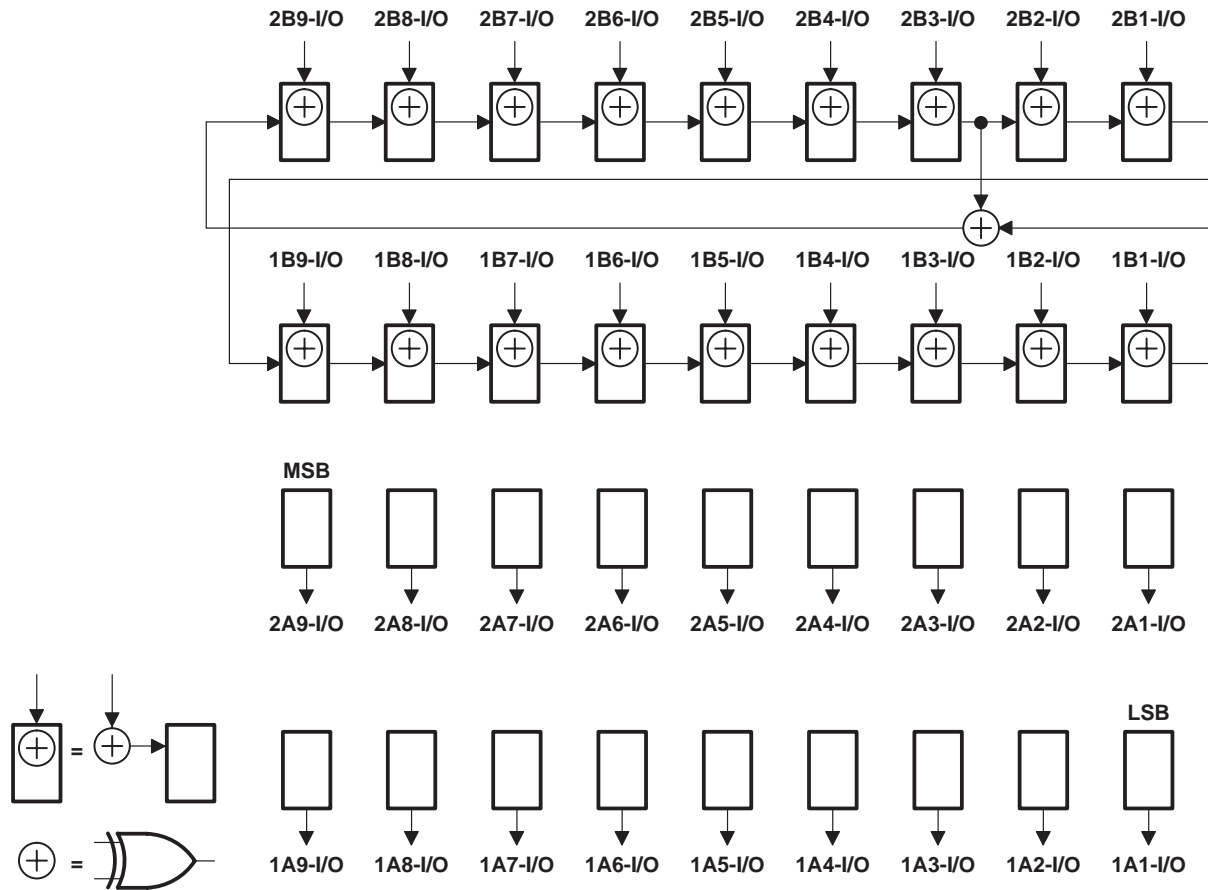 2B9-I/O 2B8-I/O 2B7-I/O 2B6-I/O 2B5-I/O 2B4-I/O 2B3-I/O 2B2-I/O 2B1-I/O
1B9-I/O 1B8-I/O 1B7-I/O 1B6-I/O 1B5-I/O 1B4-I/O 1B3-I/O 1B2-I/O 1B1-I/O
MSB
2A9-I/O 2A8-I/O 2A7-I/O 2A6-I/O 2A5-I/O 2A4-I/O 2A3-I/O 2A2-I/O 2A1-I/O
LSB
=
=
1A9-I/O 1A8-I/O 1A7-I/O 1A6-I/O 1A5-I/O 1A4-I/O 1A3-I/O 1A2-I/O 1A1-I/O